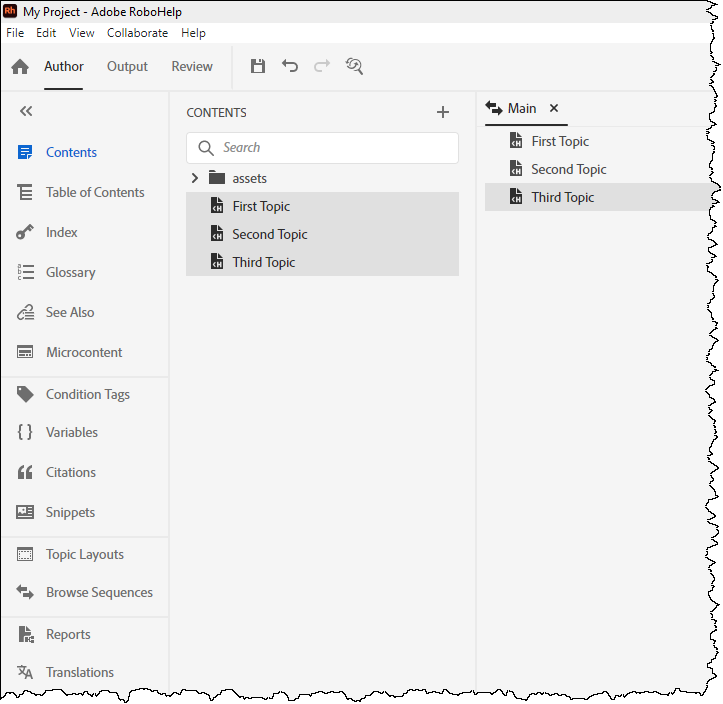 Rh My Project - Adobe RoboHelp
File Edit View Collaborate Help
Author Output Review
Contents
Table of Contents
Index
Glossary
See Also
Microcontent
Condition Tags
Variables
Citations
Snippets
Topic Layouts
Browse Sequences
Reports
Translations
CONTENTS
Search
assets
First Topic
Second Topic
Third Topic
Main
First Topic
Second Topic
Third Topic